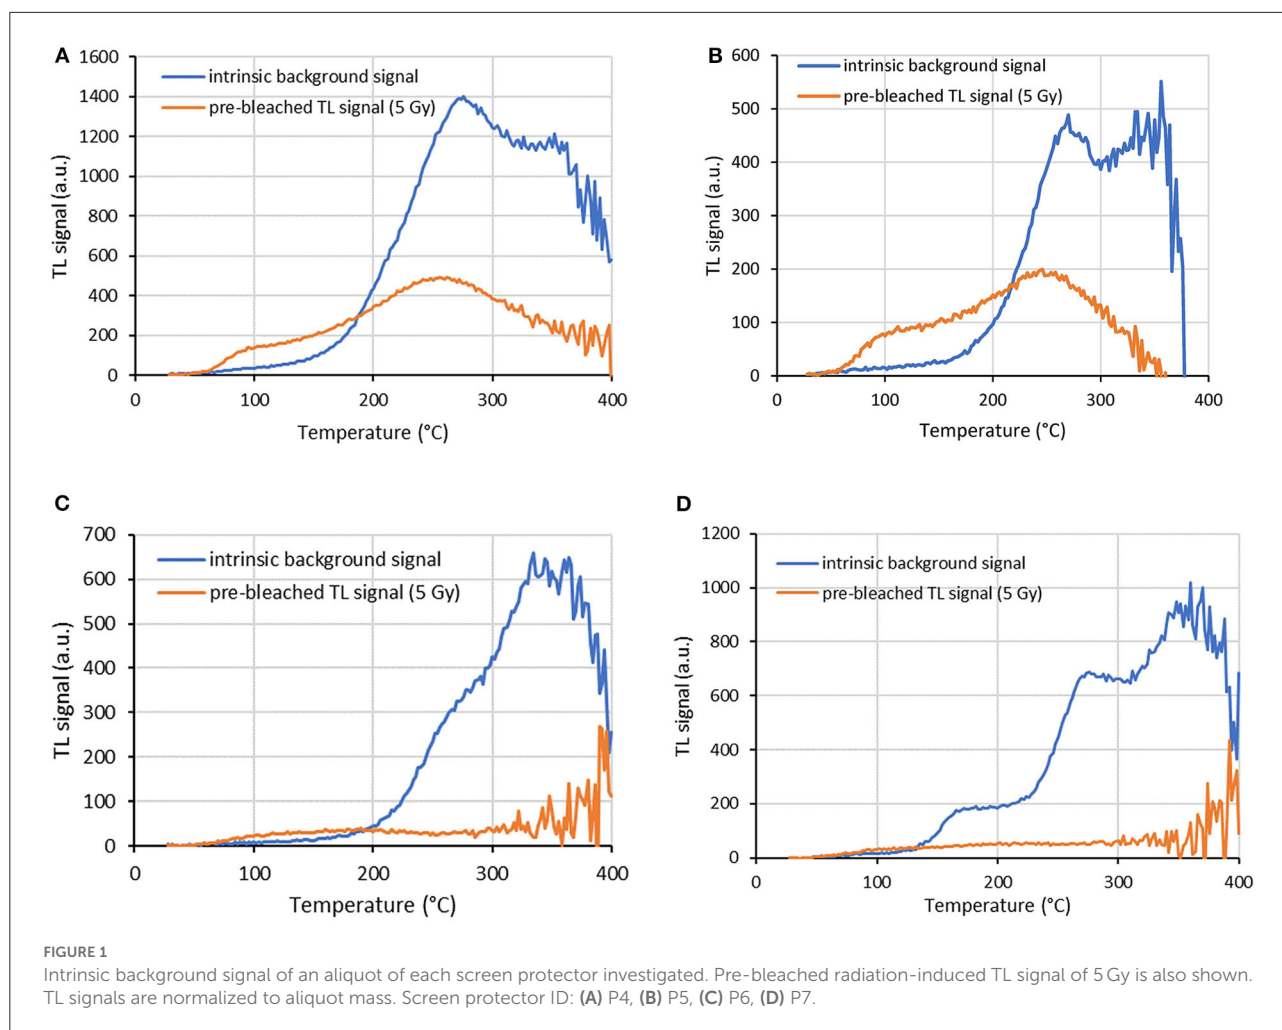 A
1600
1400
1200
1000
800
600
400
200
0
TL signal (a.u.)
intrinsic background signal
pre-bleached TL signal (5 Gy)
0 100 200 300 400
Temperature (°C)
B
600
500
400
300
200
100
0
TL signal (a.u.)
intrinsic background signal
pre-bleached TL signal (5 Gy)
0 100 200 300 400
Temperature (°C)
C
700
600
500
400
300
200
100
0
TL signal (a.u.)
intrinsic background signal
pre-bleached TL signal (5 Gy)
0 100 200 300 400
Temperature (°C)
D
1200
1000
800
600
400
200
0
TL signal (a.u.)
intrinsic background signal
pre-bleached TL signal (5 Gy)
0 100 200 300 400
Temperature (°C)
FIGURE 1
Intrinsic background signal of an aliquot of each screen protector investigated. Pre-bleached radiation-induced TL signal of 5 Gy is also shown.
TL signals are normalized to aliquot mass. Screen protector ID: (A) P4, (B) P5, (C) P6, (D) P7.